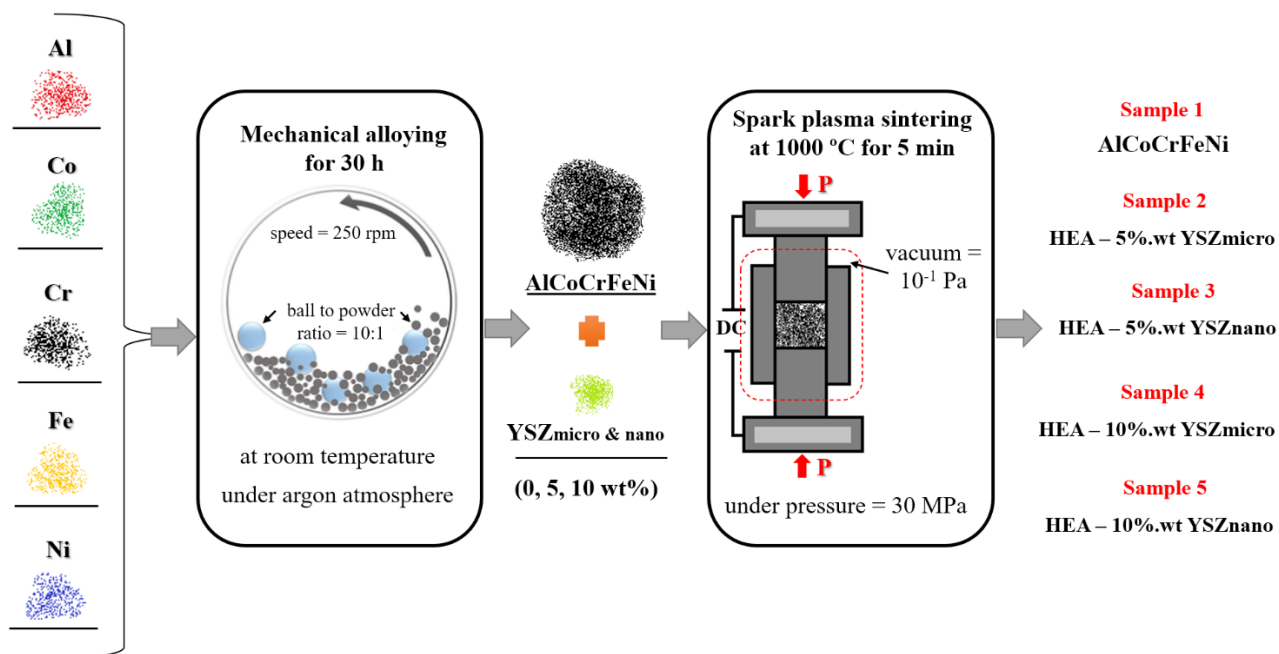 Al
Co
Cr
Fe
Ni
Mechanical alloying
for 30 h
speed = 250 rpm
ball to powder
ratio = 10:1
at room temperature
under argon atmosphere
AlCoCrFeNi
YSZmicro & nano
(0, 5, 10 wt%)
Spark plasma sintering
at 1000 °C for 5 min
P
vacuum =
10-1 Pa
DC
P
under pressure = 30 MPa
Sample 1
AlCoCrFeNi
Sample 2
HEA – 5%.wt YSZmicro
Sample 3
HEA – 5%.wt YSZnano
Sample 4
HEA – 10%.wt YSZmicro
Sample 5
HEA – 10%.wt YSZnano